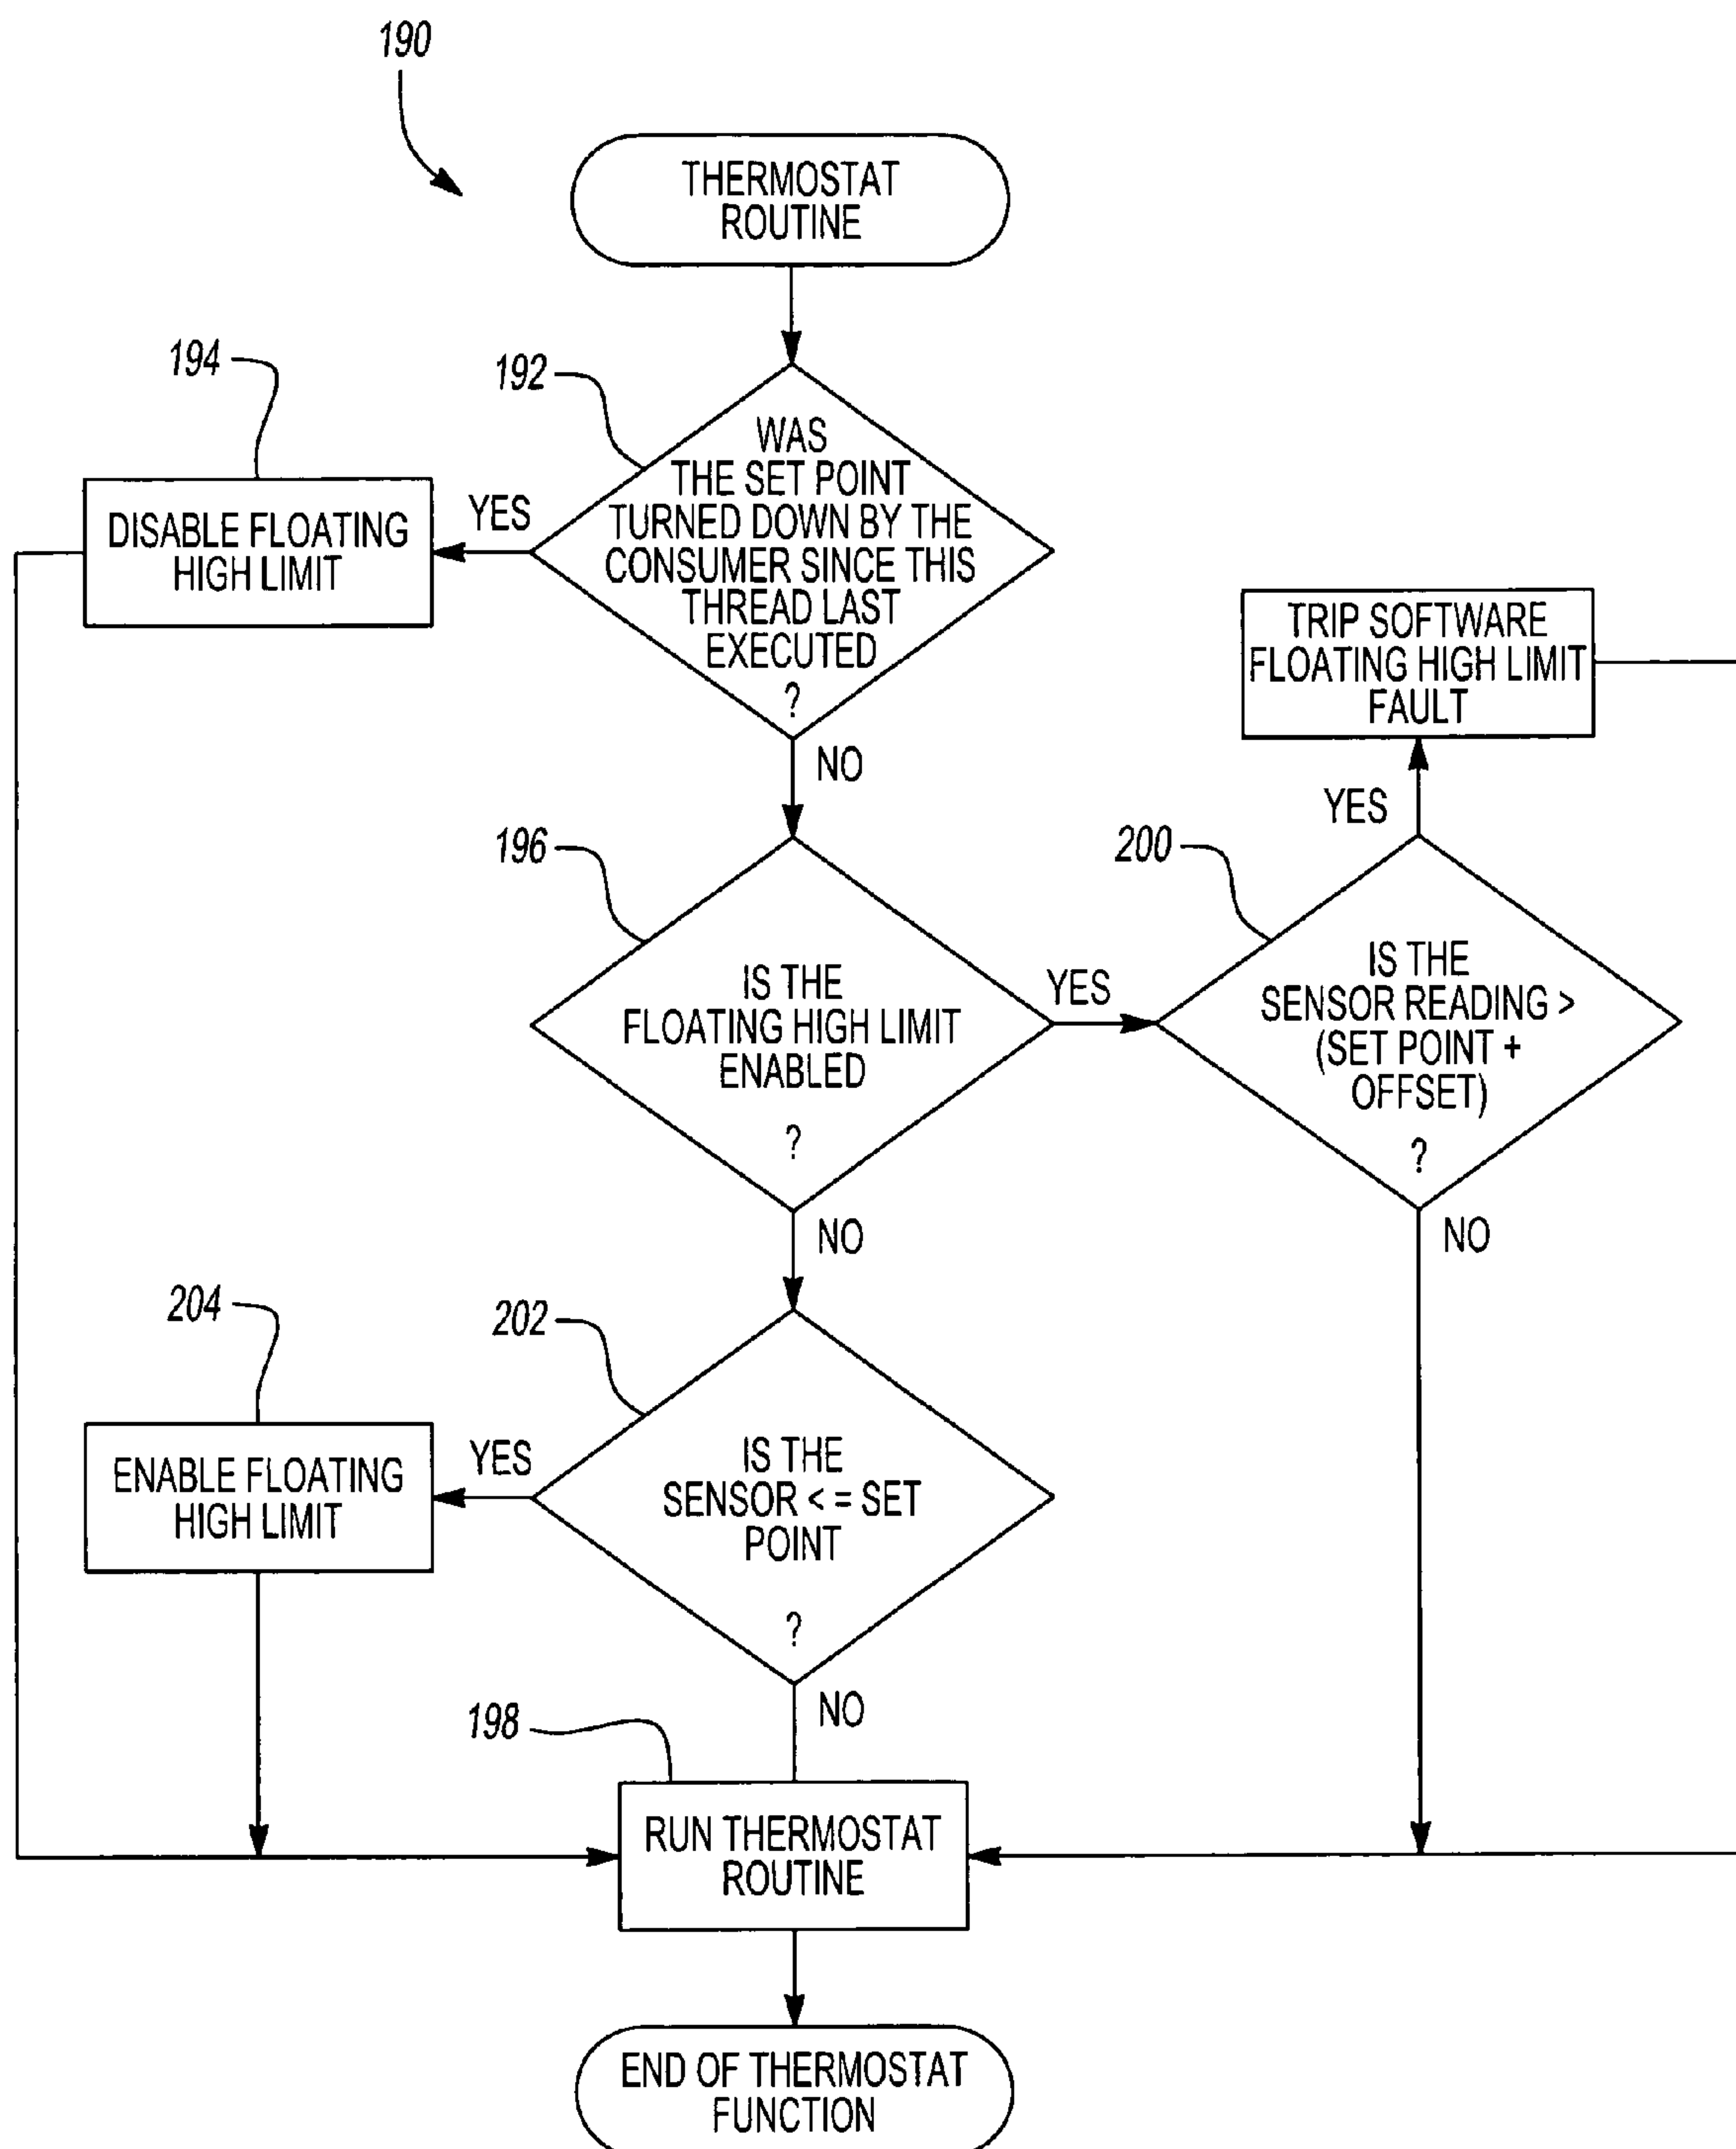 190
THERMOSTAT
ROUTINE
194
192
WAS
THE SET POINT
TURNED DOWN BY THE
CONSUMER SINCE THIS
THREAD LAST
EXECUTED
?
YES
DISABLE FLOATING
HIGH LIMIT
NO
TRIP SOFTWARE
FLOATING HIGH LIMIT
FAULT
YES
196
IS THE
FLOATING HIGH LIMIT
ENABLED
?
YES
200
IS THE
SENSOR READING >
(SET POINT +
OFFSET)
?
NO
NO
204
202
IS THE
SENSOR < = SET
POINT
?
YES
ENABLE FLOATING
HIGH LIMIT
NO
198
RUN THERMOSTAT
ROUTINE
END OF THERMOSTAT
FUNCTION